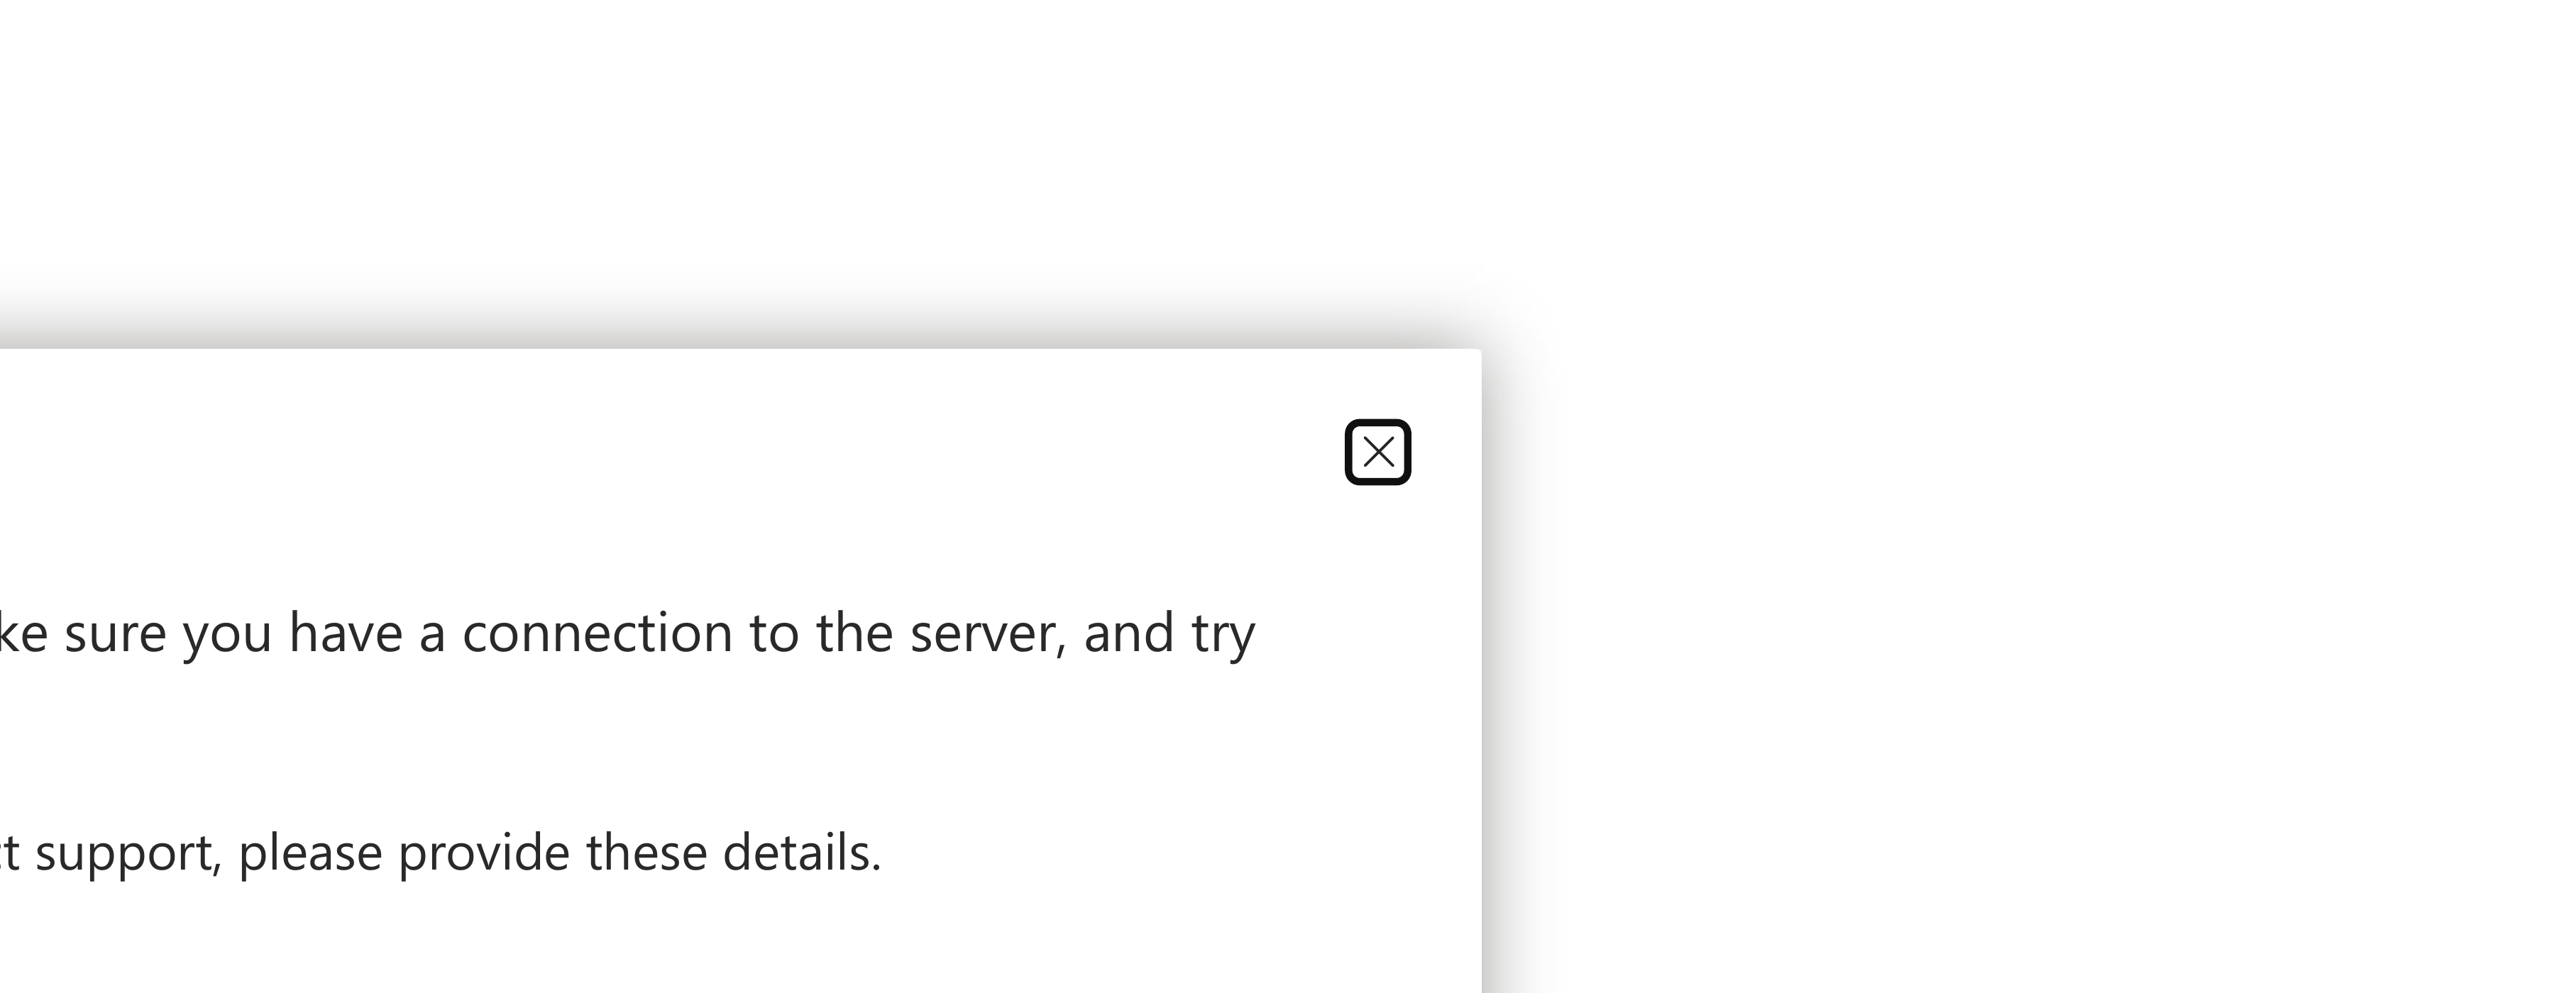 ke sure you have a connection to the server, and try
t support, please provide these details.